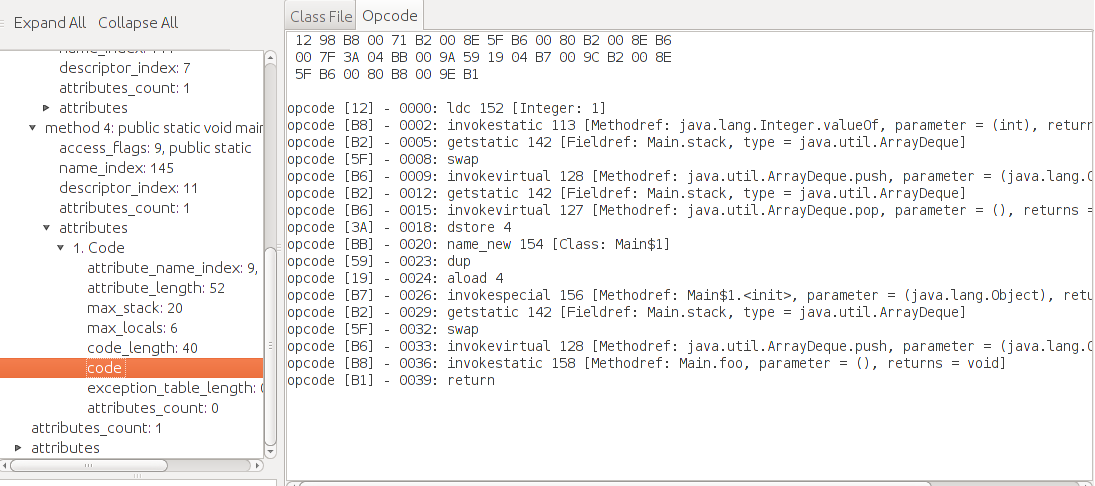 Expand All Collapse All
descriptor_index: 7
attributes_count: 1
attributes
method 4: public static void mair
access_flags: 9, public static
name_index: 145
descriptor_index: 11
attributes_count: 1
attributes
1. Code
attribute_name_index: 9,
attribute_length: 52
max_stack: 20
max_locals: 6
code_length: 40
code
exception_table_length:
attributes_count: 0
attributes_count: 1
attributes
Class File Opcode
12 98 B8 00 71 B2 00 8E 5F B6 00 80 B2 00 8E B6
00 7F 3A 04 BB 00 9A 59 19 04 B7 00 9C B2 00 8E
5F B6 00 80 B8 00 9E B1
opcode [12] - 0000: ldc 152 [Integer: 1]
opcode [B8] - 0002: invokestatic 113 [Methodref: java.lang.Integer.valueOf, parameter = (int), return
opcode [B2] - 0005: getstatic 142 [Fieldref: Main.stack, type = java.util.ArrayDeque]
opcode [5F] - 0008: swap
opcode [B6] - 0009: invokevirtual 128 [Methodref: java.util.ArrayDeque.push, parameter = (java.lang.O
opcode [B2] - 0012: getstatic 142 [Fieldref: Main.stack, type = java.util.ArrayDeque]
opcode [B6] - 0015: invokevirtual 127 [Methodref: java.util.ArrayDeque.pop, parameter = (), returns =
opcode [3A] - 0018: dstore 4
opcode [BB] - 0020: name_new 154 [Class: Main$1]
opcode [59] - 0023: dup
opcode [19] - 0024: aload 4
opcode [B7] - 0026: invokespecial 156 [Methodref: Main$1.<init>, parameter = (java.lang.Object), retu
opcode [B2] - 0029: getstatic 142 [Fieldref: Main.stack, type = java.util.ArrayDeque]
opcode [5F] - 0032: swap
opcode [B6] - 0033: invokevirtual 128 [Methodref: java.util.ArrayDeque.push, parameter = (java.lang.O
opcode [B8] - 0036: invokestatic 158 [Methodref: Main.foo, parameter = (), returns = void]
opcode [B1] - 0039: return